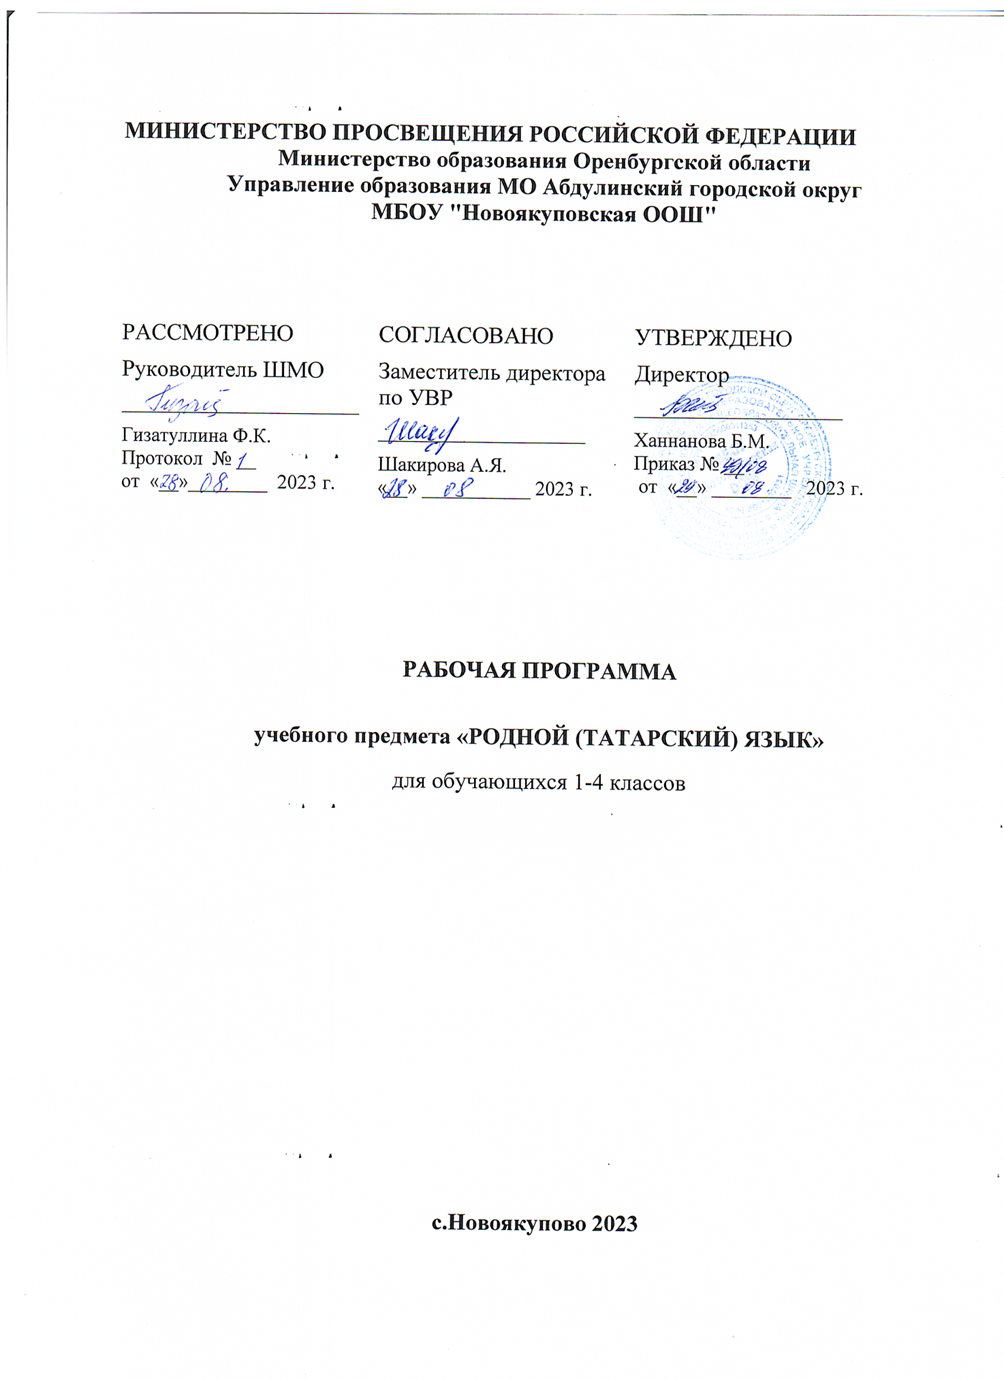 МИНИСТЕРСТВО ПРОСВЕЩЕНИЯ РОССИЙСКОЙ ФЕДЕРАЦИИ
Министерство образования Оренбургской области
Управление образования МО Абдулинский городской округ
МБОУ "Новоякуповская ООШ"
РАССМОТРЕНО
Руководитель ШМО
Гизатуллина Ф.К.
Протокол № 1
от «28» 08. 2023 г.
СОГЛАСОВАНО
Заместитель директора
по УВР
Шакирова А.Я.
«28» 08 2023 г.
УТВЕРЖДЕНО
Директор
Ханнанова Б.М.
Приказ №
от «29» 08. 2023 г.
РАБОЧАЯ ПРОГРАММА
учебного предмета «РОДНОЙ (ТАТАРСКИЙ) ЯЗЫК»
для обучающихся 1-4 классов
с.Новоякупово 2023